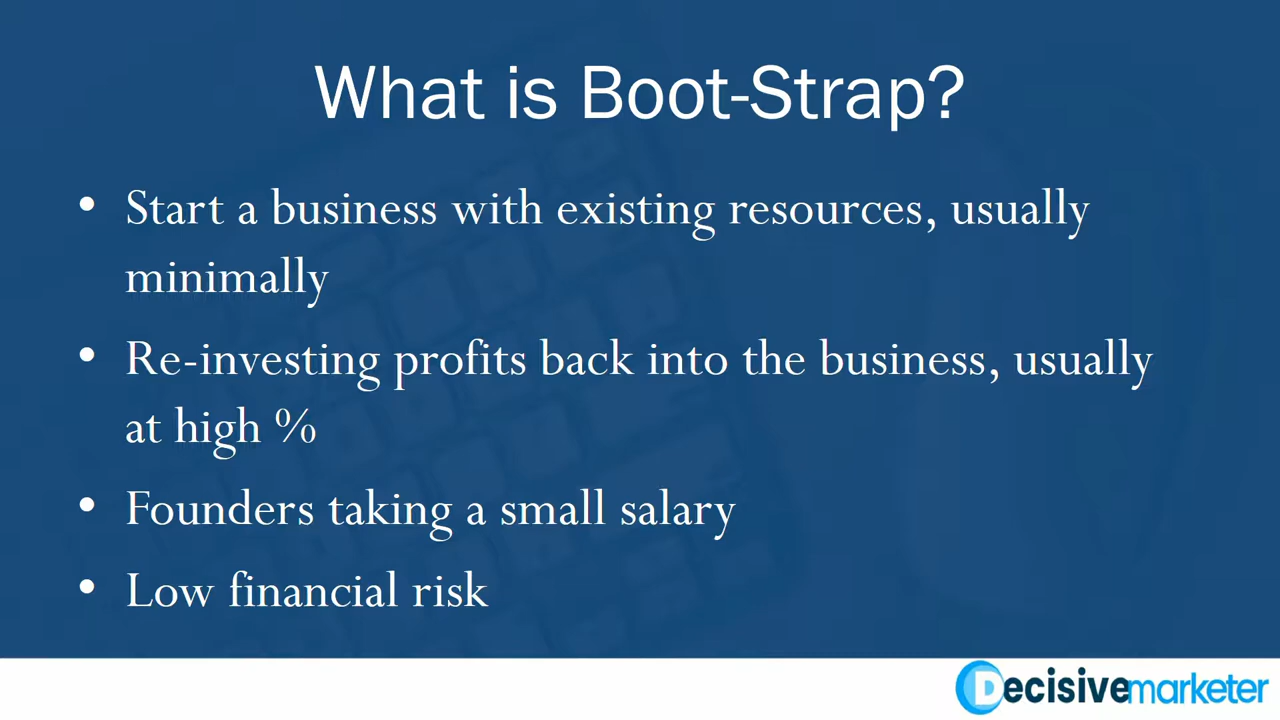 What is Boot-Strap?
• Start a business with existing resources, usually
minimally
• Re-investing profits back into the business, usually
at high %
• Founders taking a small salary
• Low financial risk
Decisivemarketer